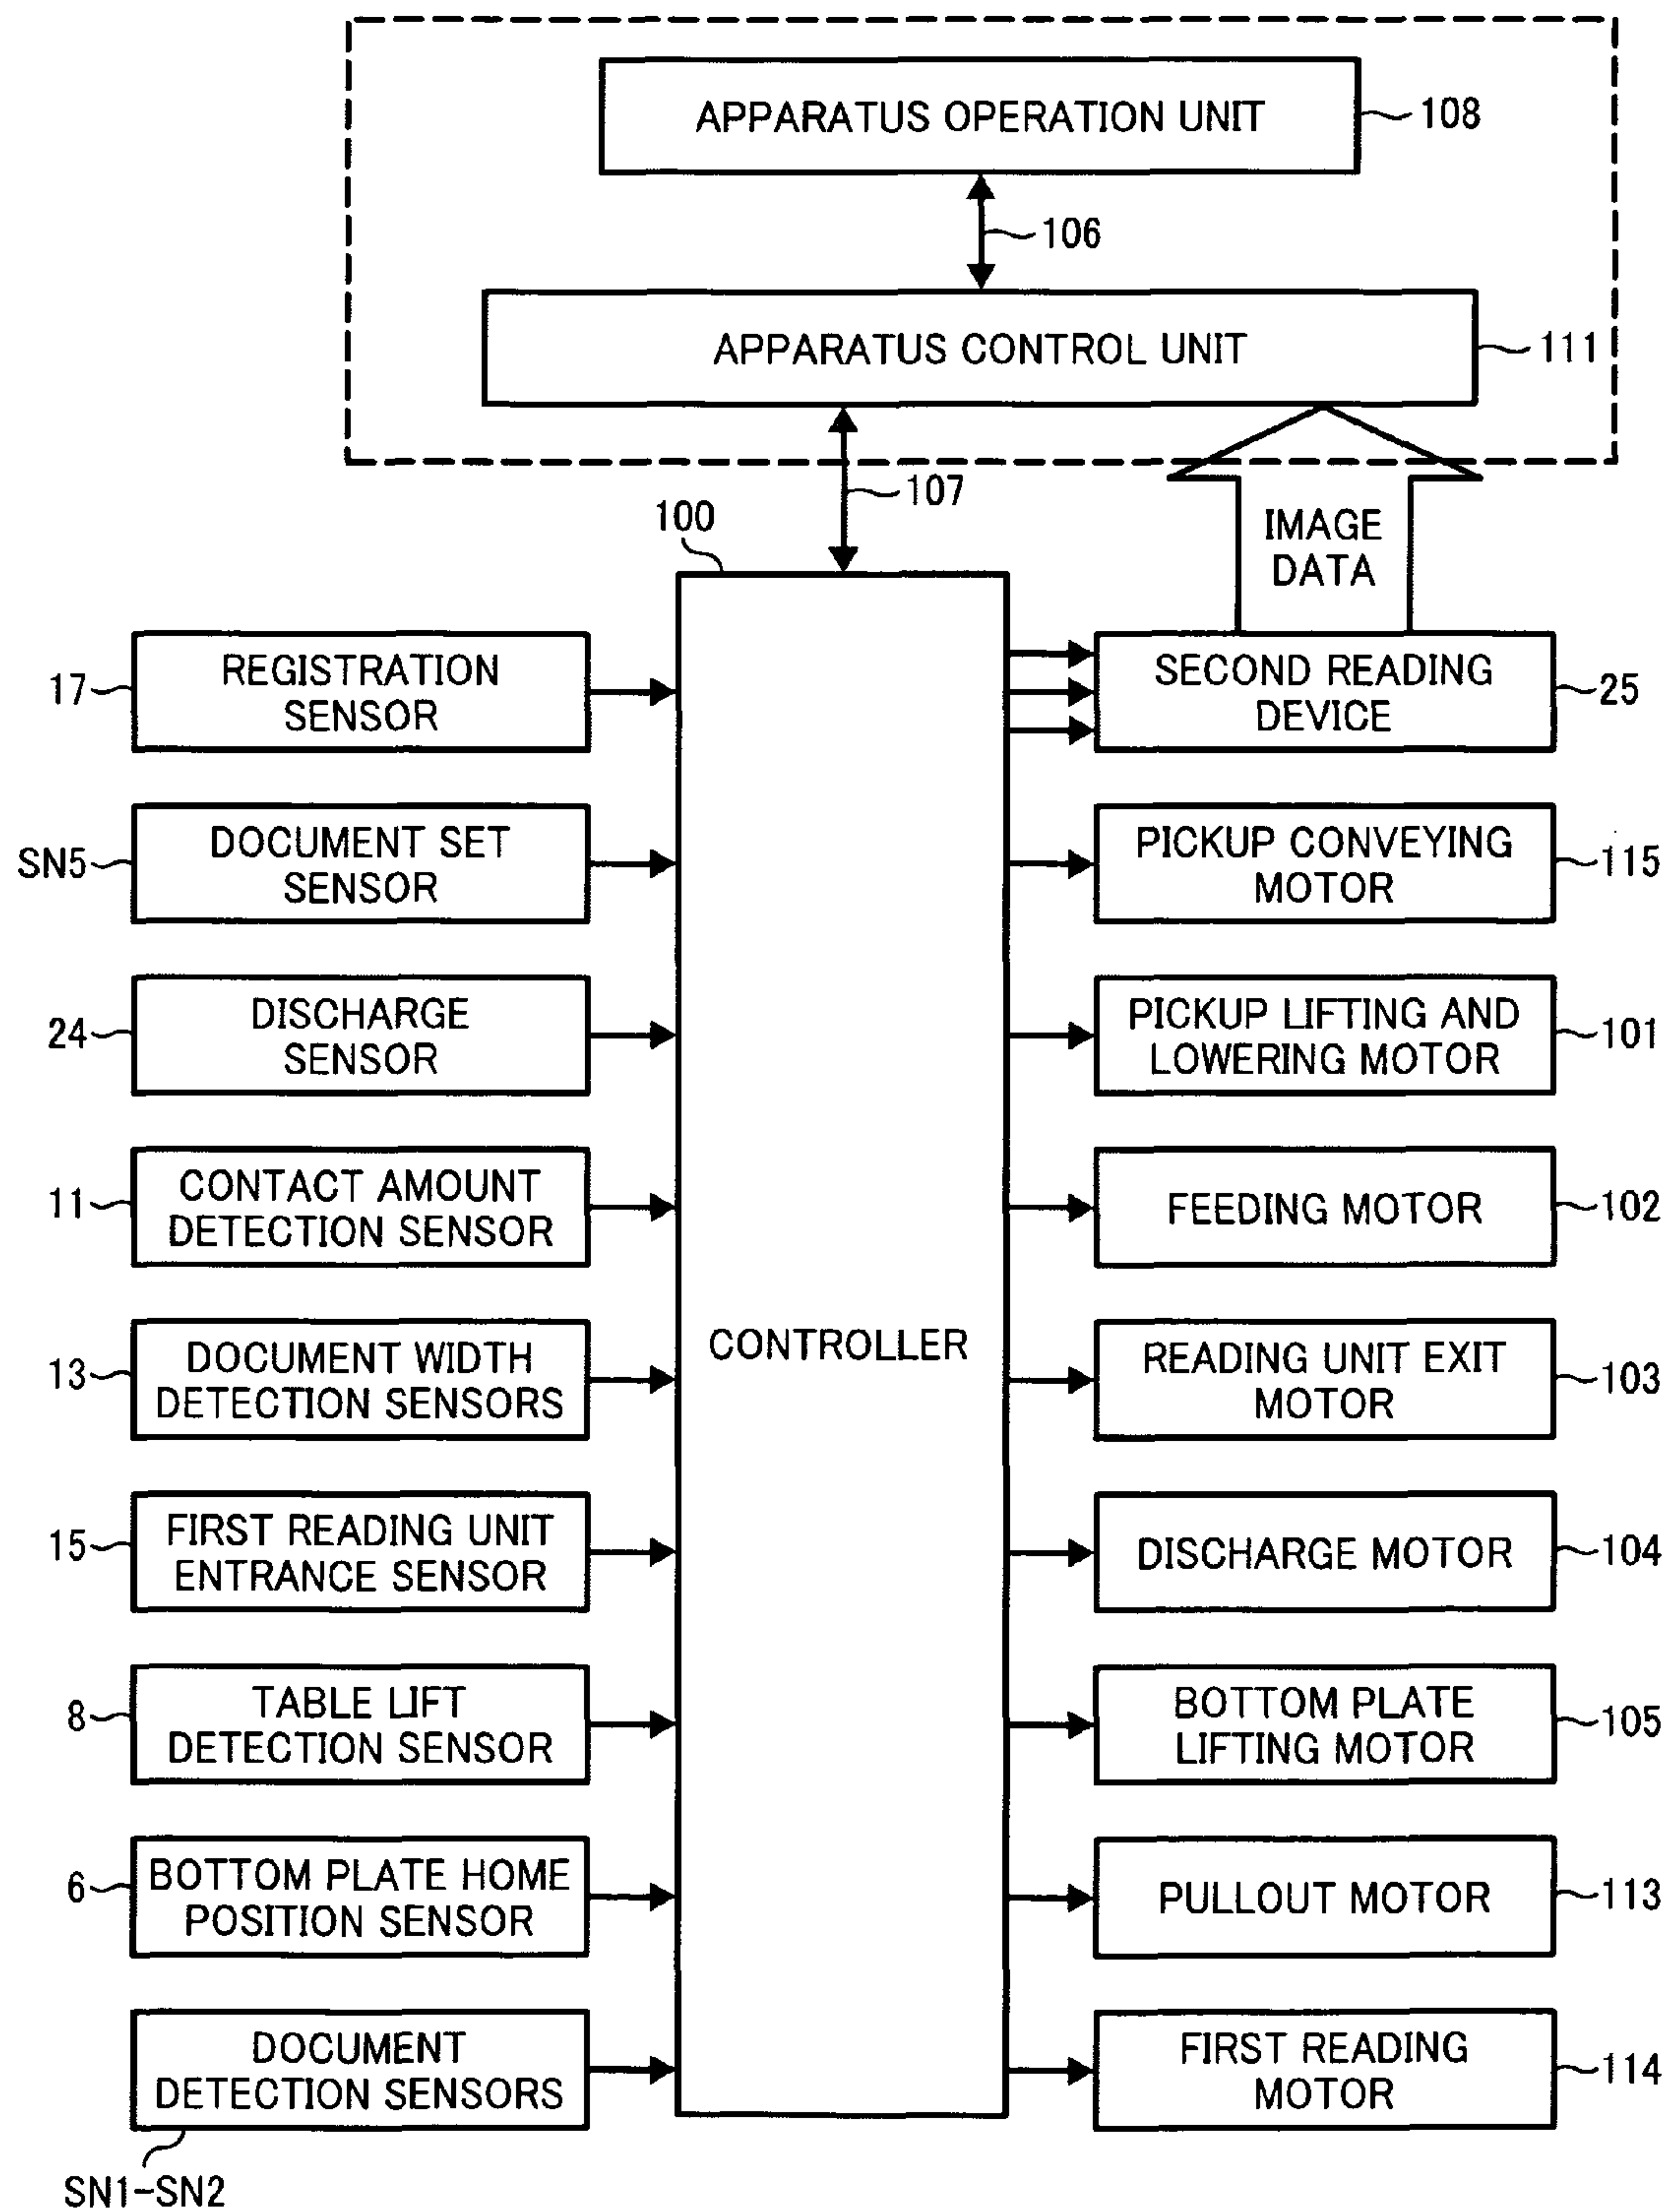 APPARATUS OPERATION UNIT
108
106
APPARATUS CONTROL UNIT
111
107
100
IMAGE
DATA
CONTROLLER
17
REGISTRATION
SENSOR
SECOND READING
DEVICE
25
SN5
DOCUMENT SET
SENSOR
PICKUP CONVEYING
MOTOR
115
24
DISCHARGE
SENSOR
PICKUP LIFTING AND
LOWERING MOTOR
101
11
CONTACT AMOUNT
DETECTION SENSOR
FEEDING MOTOR
102
13
DOCUMENT WIDTH
DETECTION SENSORS
READING UNIT EXIT
MOTOR
103
15
FIRST READING UNIT
ENTRANCE SENSOR
DISCHARGE MOTOR
104
8
TABLE LIFT
DETECTION SENSOR
BOTTOM PLATE
LIFTING MOTOR
105
6
BOTTOM PLATE HOME
POSITION SENSOR
PULLOUT MOTOR
113
DOCUMENT
DETECTION SENSORS
SN1-SN2
FIRST READING
MOTOR
114